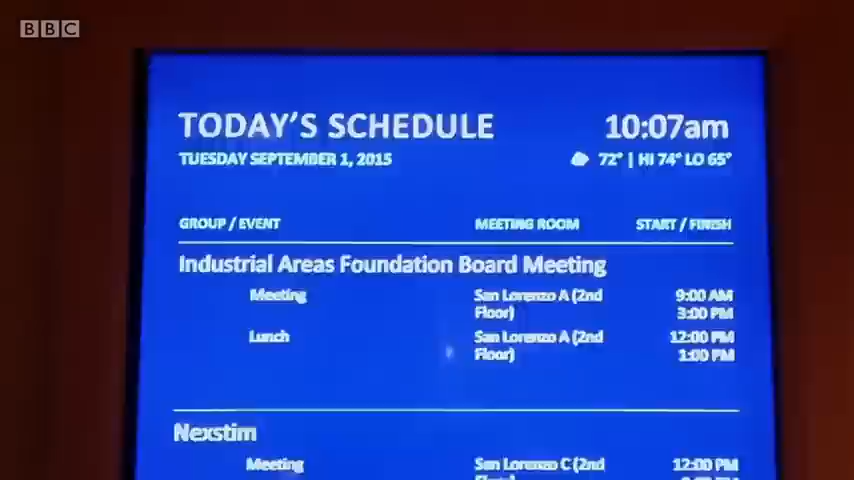 BBC
TODAY'S SCHEDULE 10:07am
TUESDAY SEPTEMBER 1, 2015 72° | HI 74° LO 65°
GROUP / EVENT MEETING ROOM START / FINISH
Industrial Areas Foundation Board Meeting
Meeting San Lorenzo A (2nd 9:00 AM
Floor) 3:00 PM
Lunch San Lorenzo A (2nd 12:00 PM
Floor) 1:00 PM
Nexstim
Meeting San Lorenzo C (2nd 12:00 PM